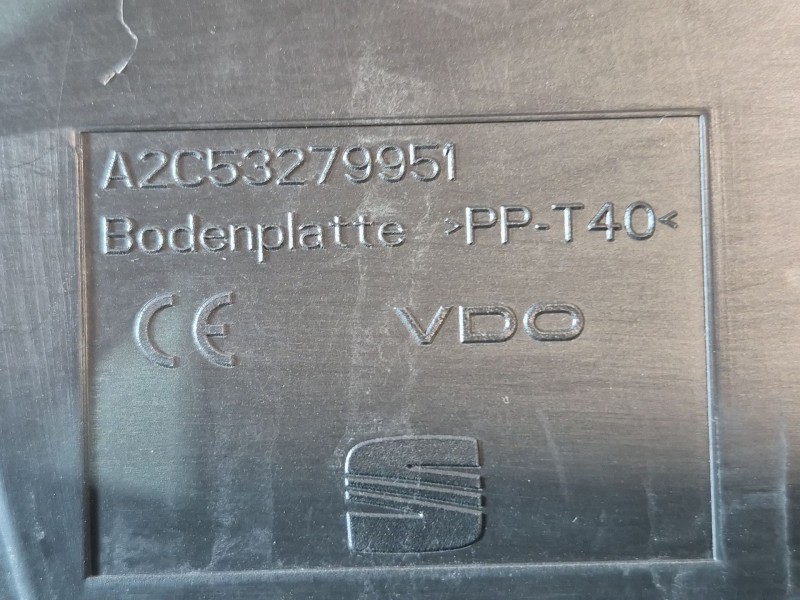 A2C53279951
Bodenplatte >PP-T40<
CE VDO